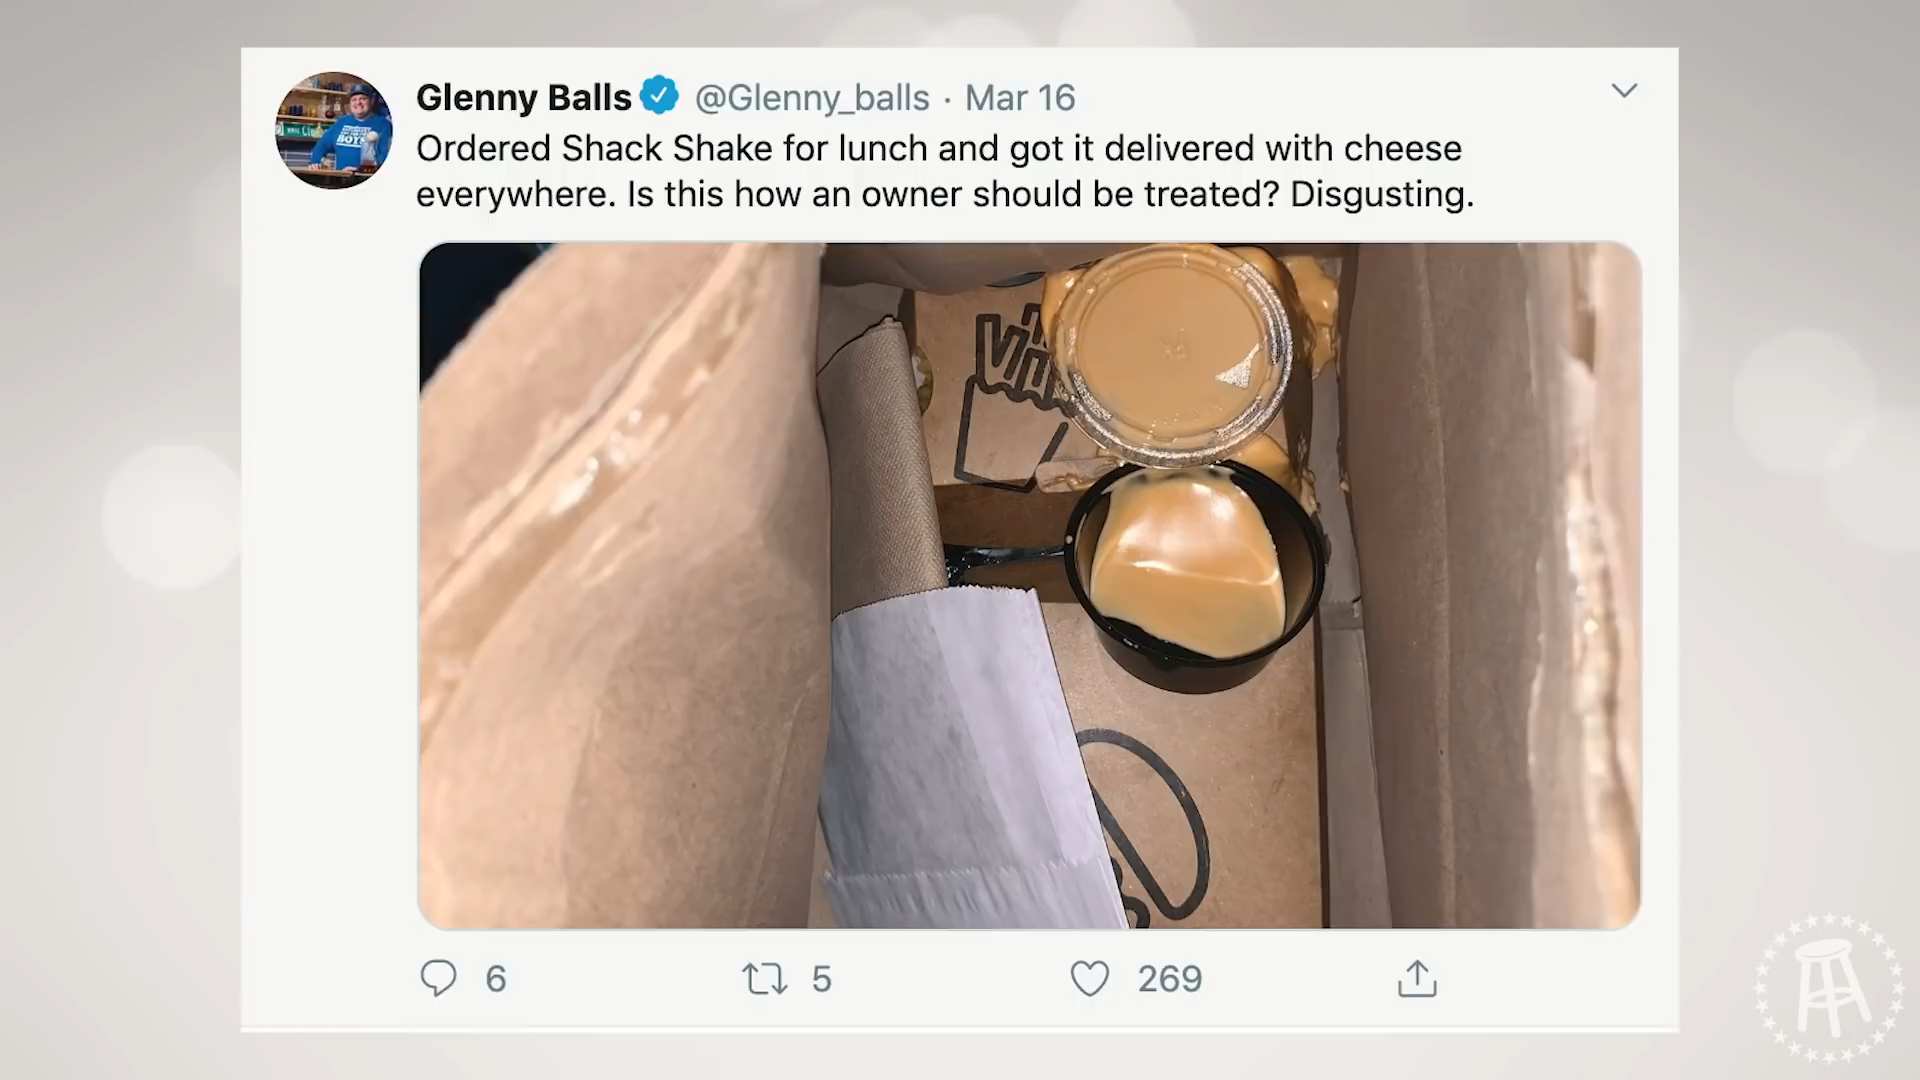 Glenny Balls @Glenny_balls · Mar 16
Ordered Shack Shake for lunch and got it delivered with cheese
everywhere. Is this how an owner should be treated? Disgusting.
6 5 269